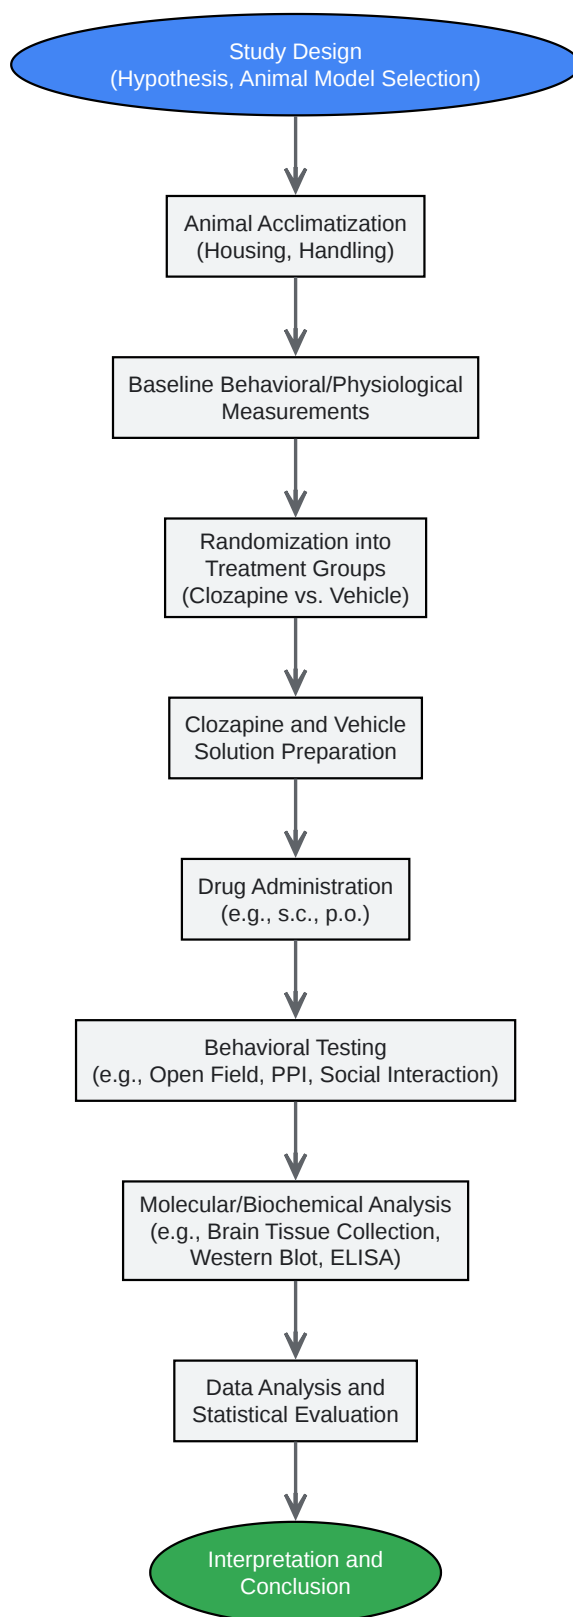 Study Design
(Hypothesis, Animal Model Selection)
Animal Acclimatization
(Housing, Handling)
Baseline Behavioral/Physiological
Measurements
Randomization into
Treatment Groups
(Clozapine vs. Vehicle)
Clozapine and Vehicle
Solution Preparation
Drug Administration
(e.g., s.c., p.o.)
Behavioral Testing
(e.g., Open Field, PPI, Social Interaction)
Molecular/Biochemical Analysis
(e.g., Brain Tissue Collection,
Western Blot, ELISA)
Data Analysis and
Statistical Evaluation
Interpretation and
Conclusion